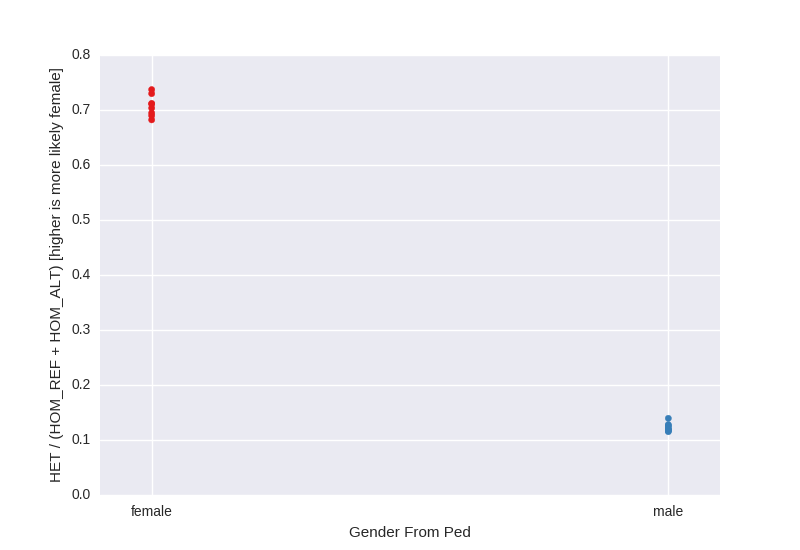 0.8
0.7
0.6
0.5
0.4
0.3
0.2
0.1
0.0
HET / (HOM_REF + HOM_ALT) [higher is more likely female]
female
male
Gender From Ped